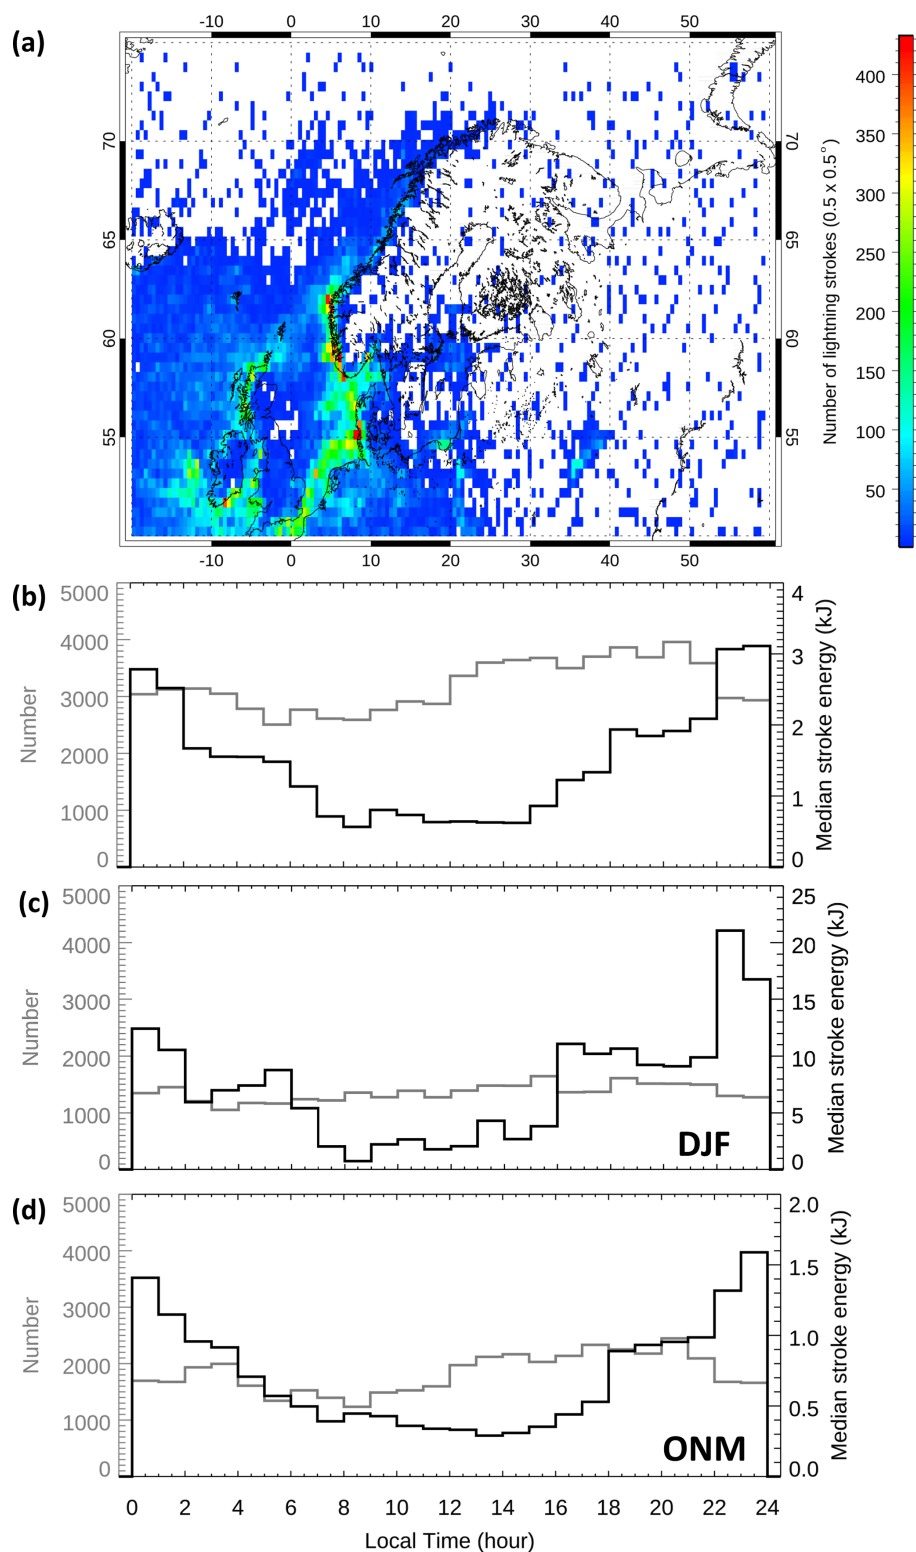 (a)
-10 0 10 20 30 40 50
70 70
65 65
60 60
55 55
-10 0 10 20 30 40 50
400
350
300
250
200
150
100
50
Number of lightning strokes (0.5 x 0.5°)
(b)
5000 4
4000 3
3000
2000 2
1000 1
0 0
Number
Median stroke energy (kJ)
(c)
5000 25
4000 20
3000 15
2000 10
1000 5
0 0
Number
Median stroke energy (kJ)
DJF
(d)
5000 2.0
4000 1.5
3000
2000 1.0
1000 0.5
0 0.0
Number
Median stroke energy (kJ)
ONM
0 2 4 6 8 10 12 14 16 18 20 22 24
Local Time (hour)